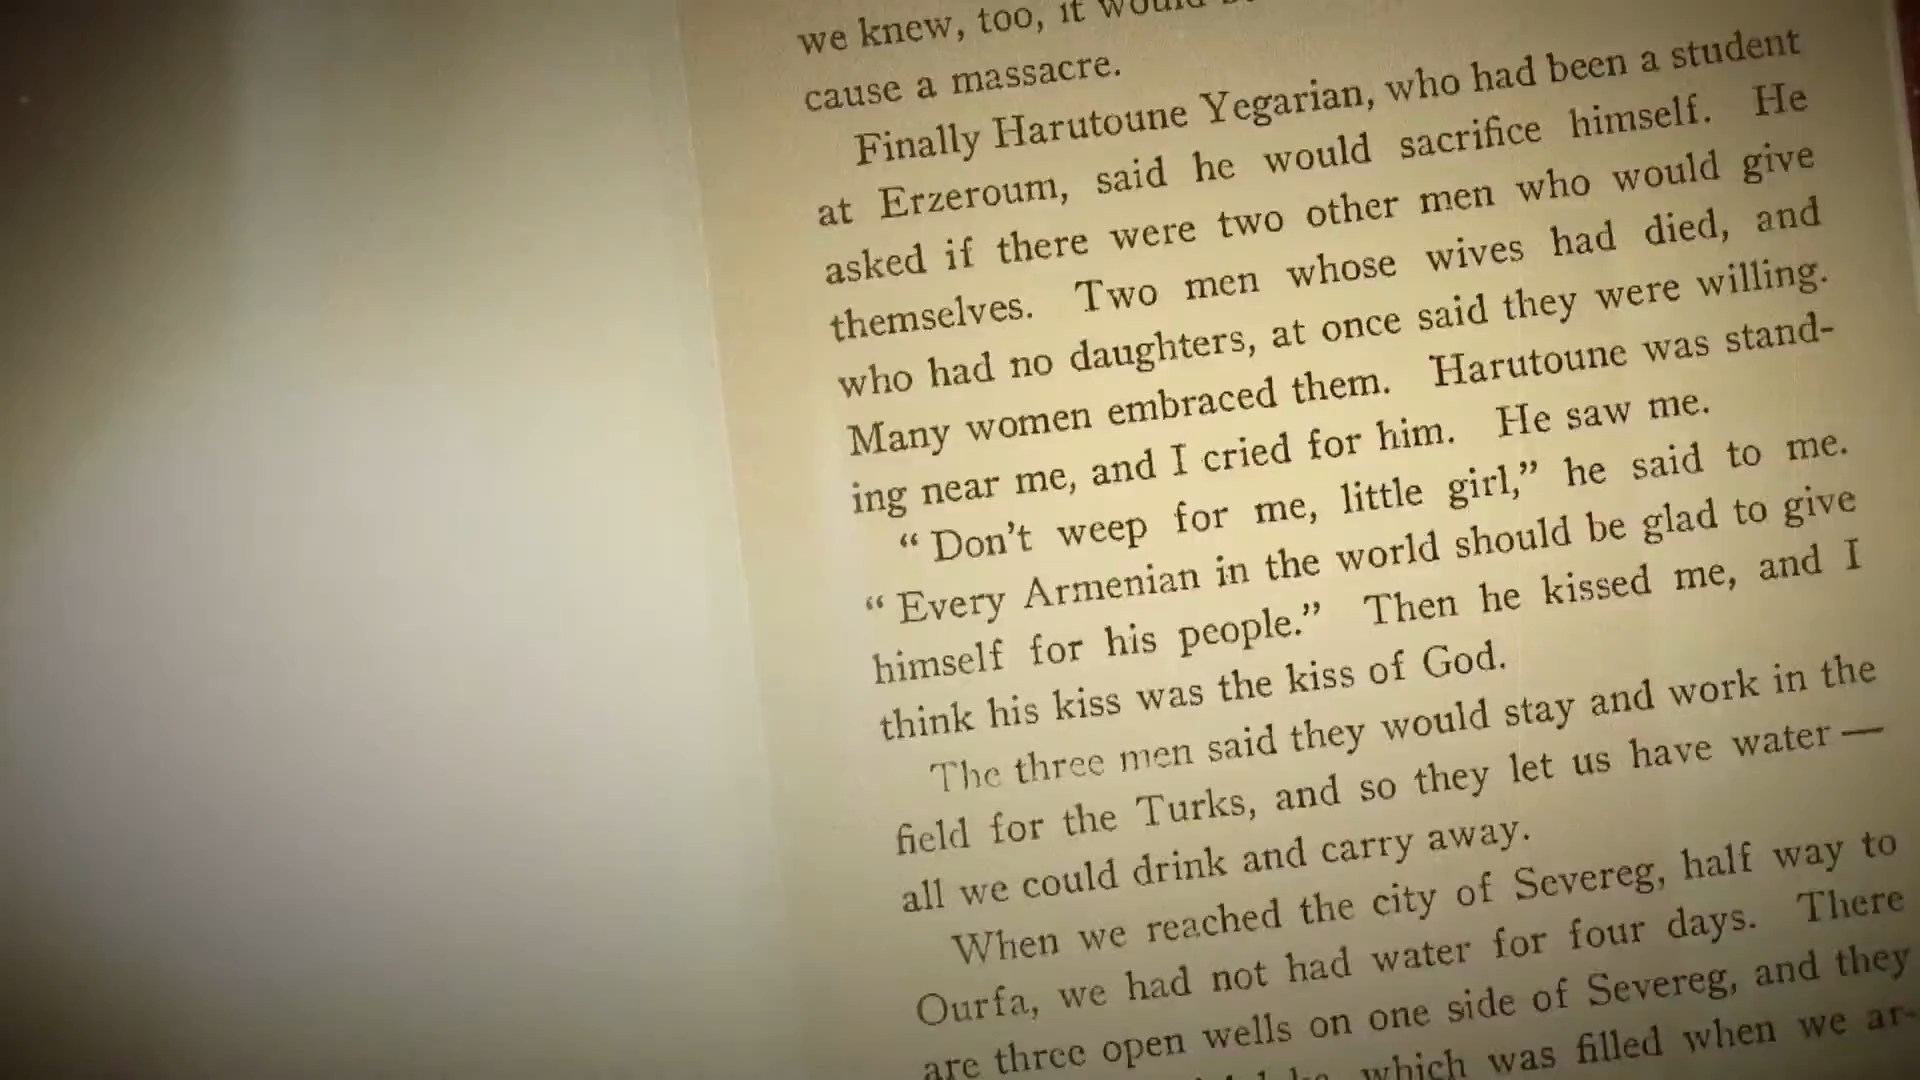 we knew, too, it would
cause a massacre.
Finally Harutoune Yegarian, who had been a student
at Erzeroum, said he would sacrifice himself. He
asked if there were two other men who would give
themselves. Two men whose wives had died, and
who had no daughters, at once said they were willing.
Many women embraced them. Harutoune was stand-
ing near me, and I cried for him. He saw me.
“ Don't weep for me, little girl,” he said to me.
“ Every Armenian in the world should be glad to give
himself for his people.” Then he kissed me, and I
think his kiss was the kiss of God.
The three men said they would stay and work in the
field for the Turks, and so they let us have water —
all we could drink and carry away.
When we reached the city of Severeg, half way to
Ourfa, we had not had water for four days. There
are three open wells on one side of Severeg, and they
which was filled when we ar-